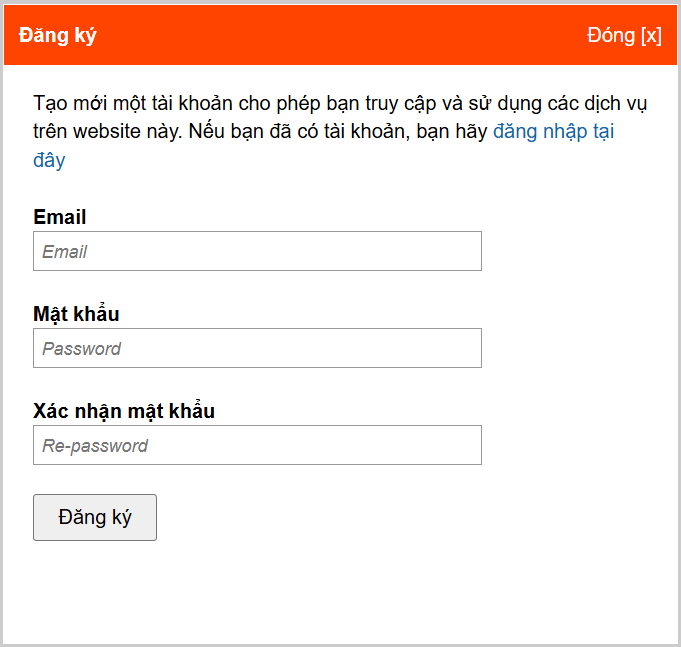 Đăng ký
Đóng [x]
Tạo mới một tài khoản cho phép bạn truy cập và sử dụng các dịch vụ
trên website này. Nếu bạn đã có tài khoản, bạn hãy đăng nhập tại
đây
Email
Email
Mật khẩu
Password
Xác nhận mật khẩu
Re-password
Đăng ký